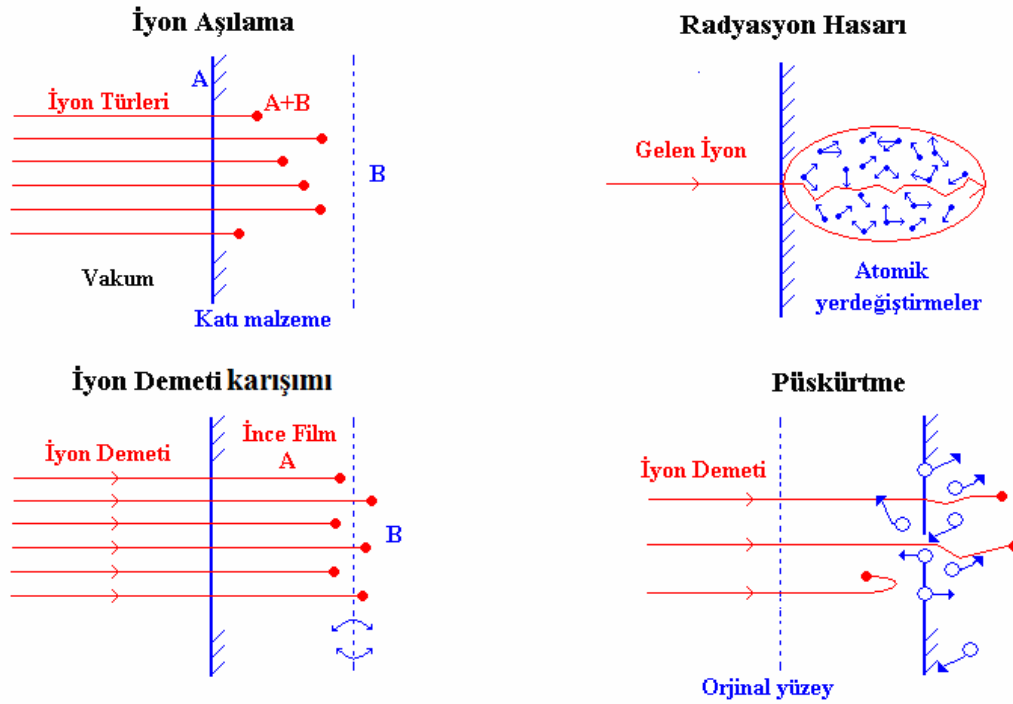 İyon Aşılama
A
İyon Türleri
A+B
B
Vakum
Katı malzeme
Radyasyon Hasarı
Gelen İyon
Atomik
yerdeğiştirmeler
İyon Demeti karışımı
İyon Demeti
İnce Film
A
B
Püskürtme
İyon Demeti
Orjinal yüzey